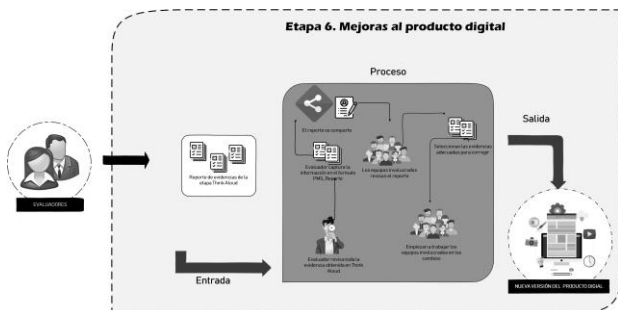 Etapa 6. Mejoras al producto digital
Proceso
El reporte se comparte
Evaluador captura la
información en el formato
PMD_Reporte
Evaluador revisa toda la
evidencia obtenida en Think
Aloud
Los equipos involucrados
revisan el reporte
Seleccionan las evidencias
adecuadas para corregir
Empiezan a trabajar los
equipos involucrados en los
cambios
Reporte de evidencias de la
etapa Think Aloud
EVALUADORES
Entrada
Salida
NUEVA VERSIÓN DEL PRODUCTO DIGIAL